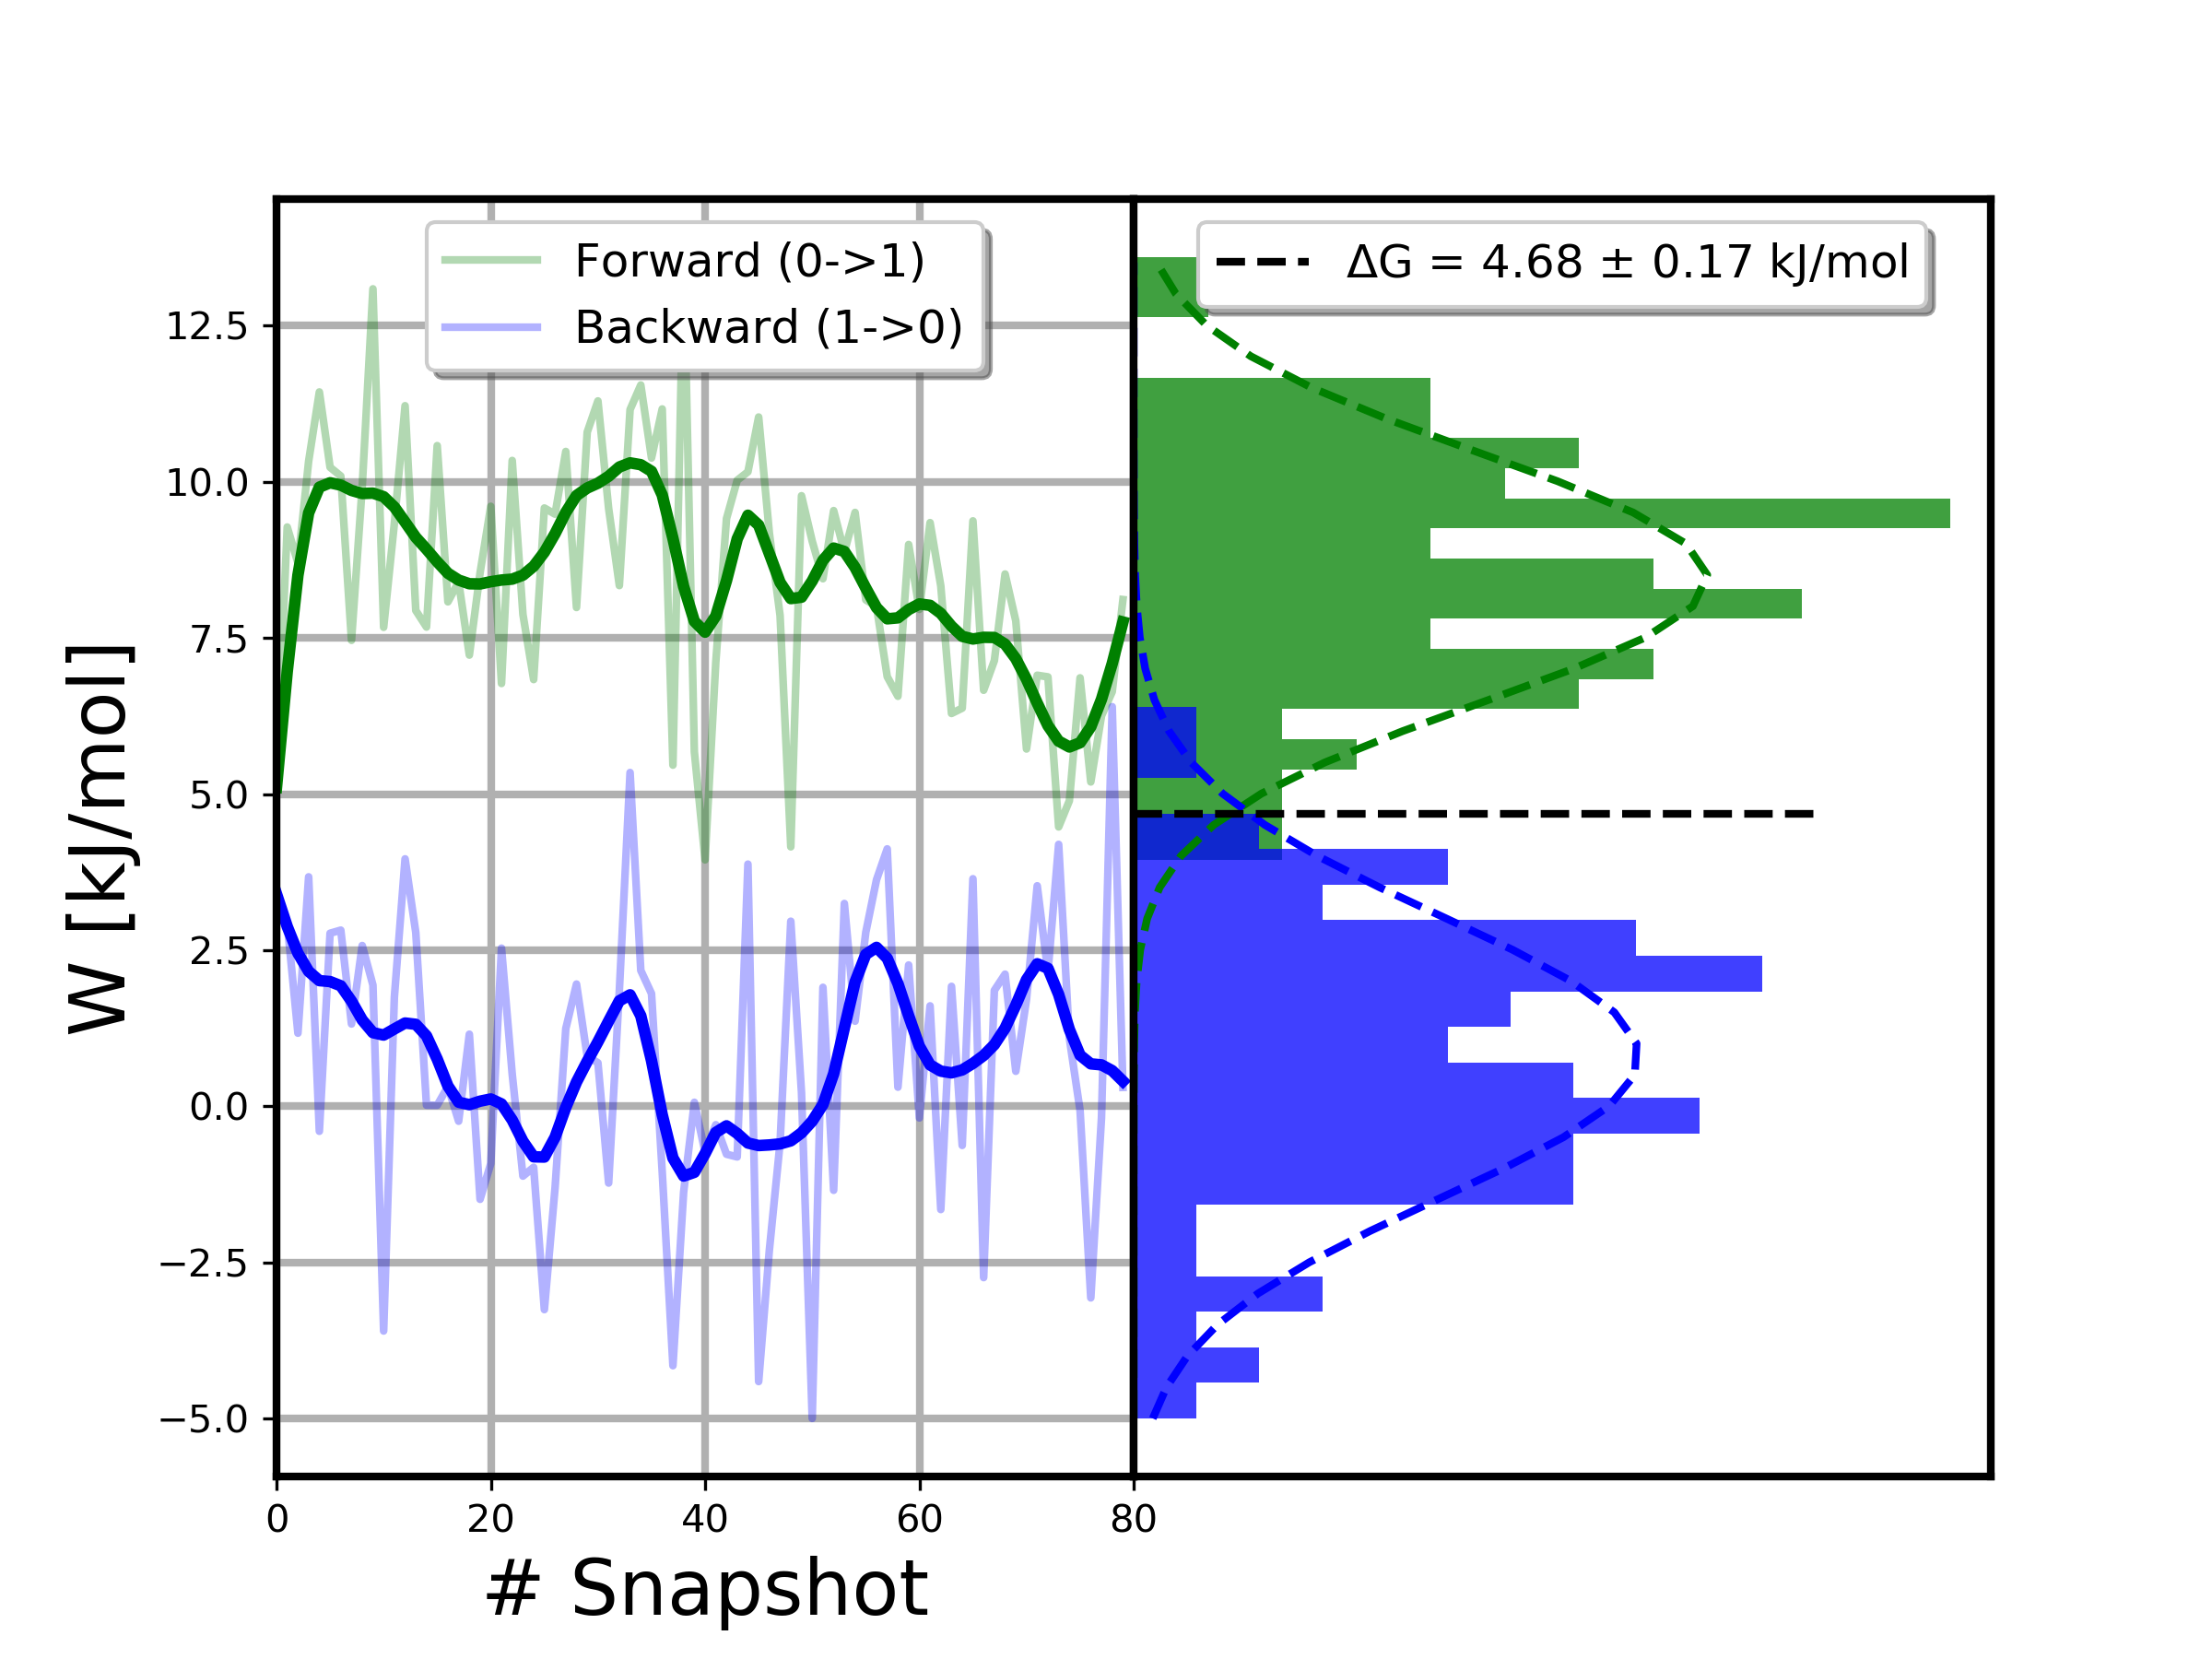 Forward (0->1)
Backward (1->0)
ΔG = 4.68 ± 0.17 kJ/mol
W [kJ/mol]
12.5
10.0
7.5
5.0
2.5
0.0
−2.5
−5.0
0 20 40 60 80
# Snapshot